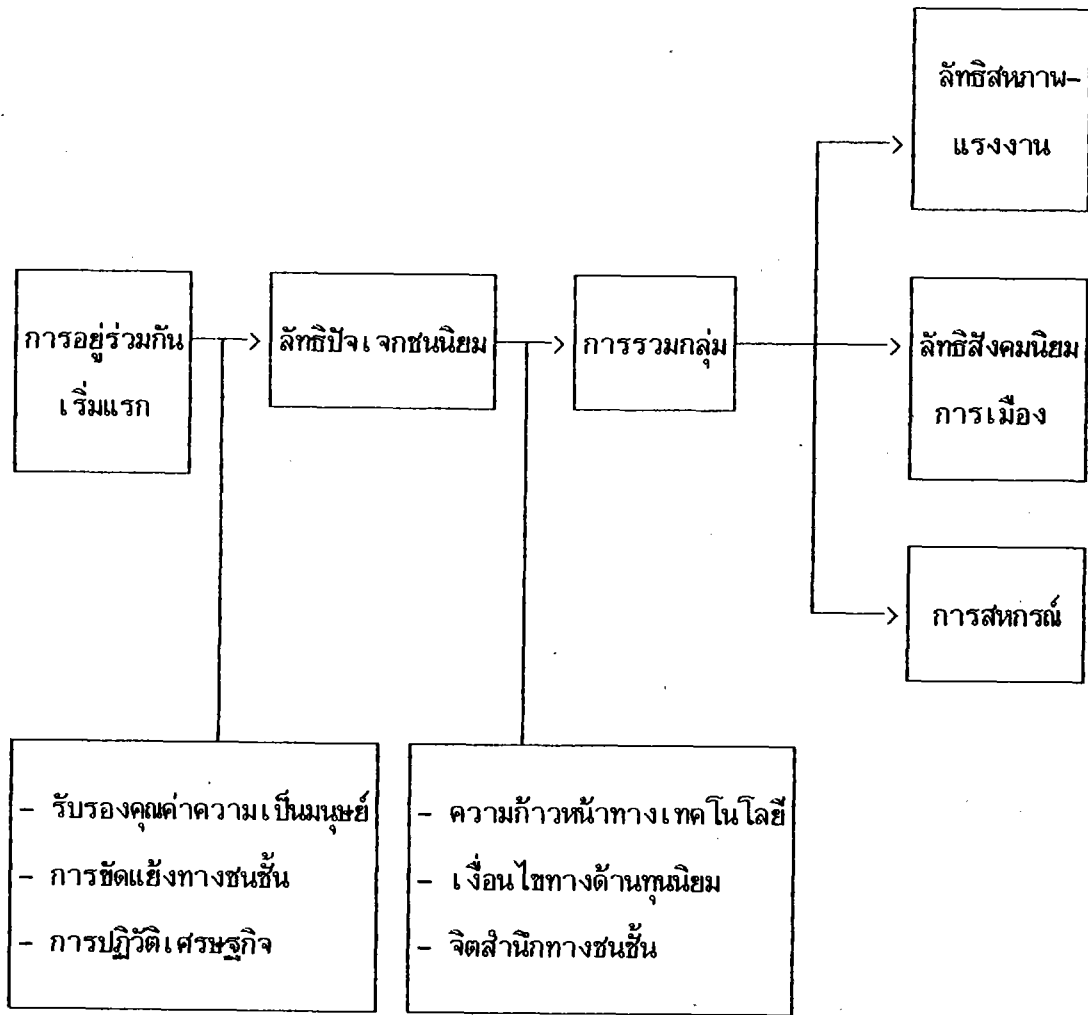 ลัทธิสหภาพ-
แรงงาน
การอยู่ร่วมกัน
เริ่มแรก
ลัทธิปัจเจกชนนิยม
การรวมกลุ่ม
ลัทธิสังคมนิยม
การเมือง
การสหกรณ์
- รับรองคุณค่าความเป็นมนุษย์
- การขัดแย้งทางชนชั้น
- การปฏิวัติเศรษฐกิจ
- ความก้าวหน้าทางเทคโนโลยี
- เงื่อนไขทางด้านทุนนิยม
- จิตสำนึกทางชนชั้น